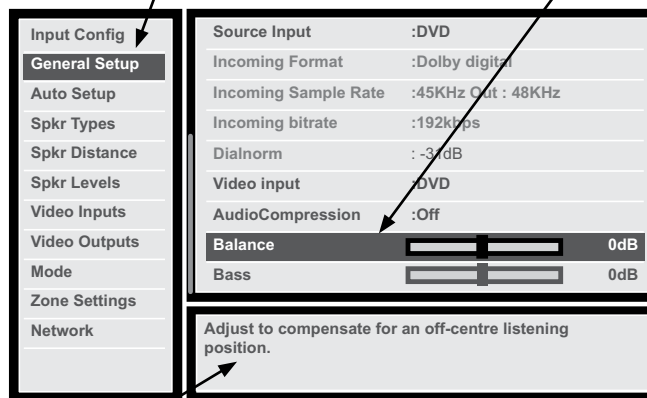 Input Config
General Setup
Auto Setup
Spkr Types
Spkr Distance
Spkr Levels
Video Inputs
Video Outputs
Mode
Zone Settings
Network
Source Input :DVD
Incoming Format :Dolby digital
Incoming Sample Rate :45KHz Out : 48KHz
Incoming bitrate :192kbps
Dialnorm : -31dB
Video input :DVD
AudioCompression :Off
Balance 0dB
Bass 0dB
Adjust to compensate for an off-centre listening
position.